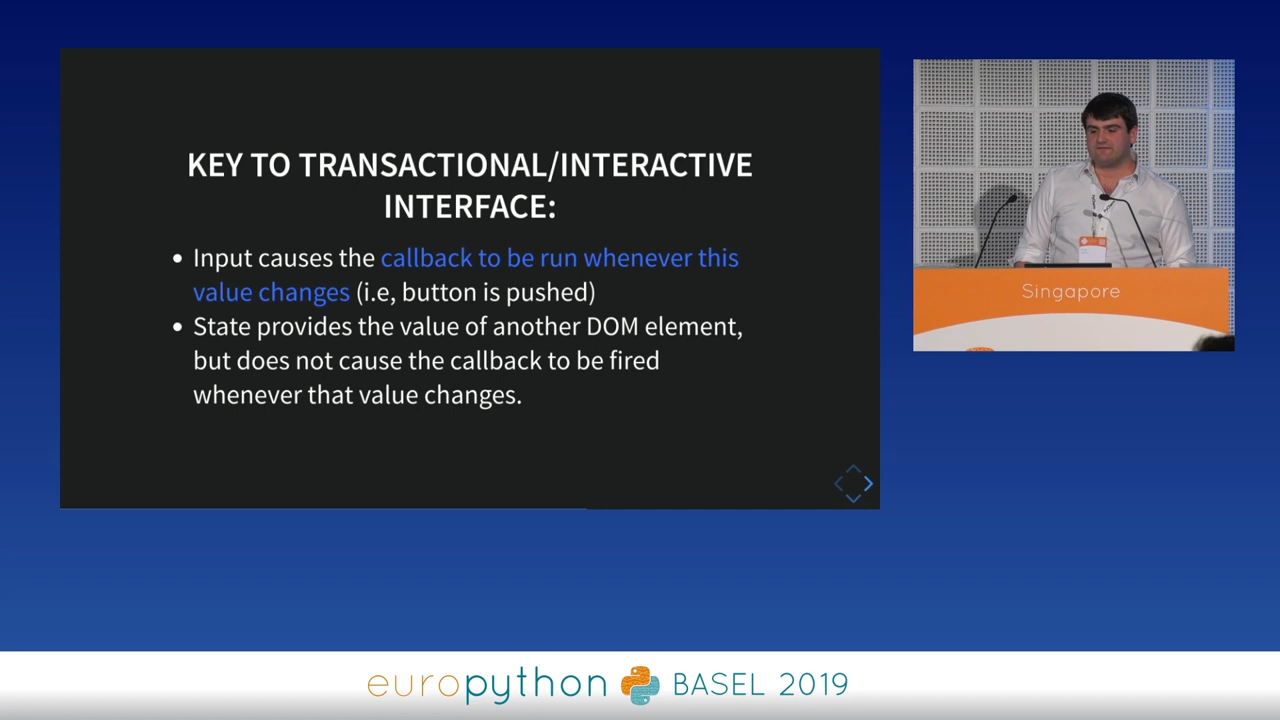 KEY TO TRANSACTIONAL/INTERACTIVE
INTERFACE:
• Input causes the callback to be run whenever this
value changes (i.e, button is pushed)
• State provides the value of another DOM element,
but does not cause the callback to be fired
whenever that value changes.
Singapore
europython BASEL 2019